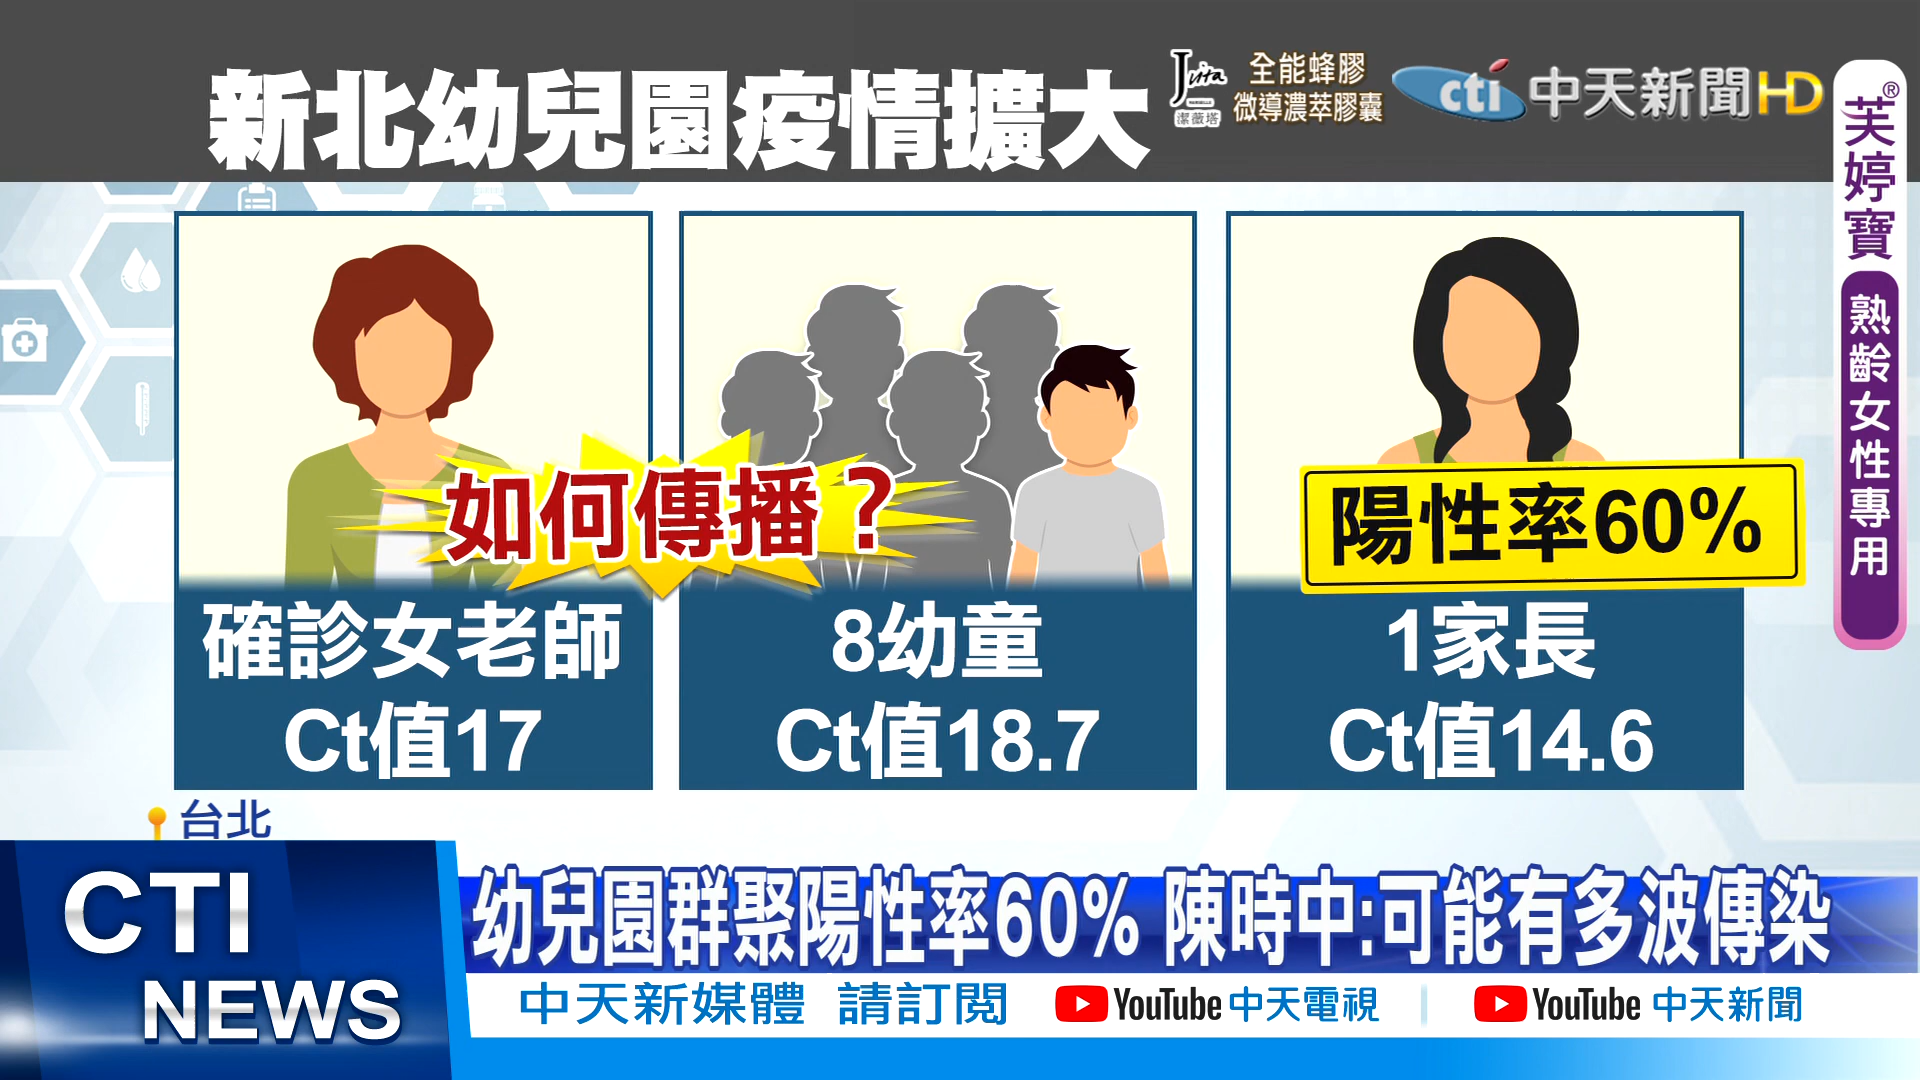 新北幼兒園疫情擴大
Jvita
潔薇塔
全能蜂膠
微導濃萃膠囊
cti 中天新聞HD
芙婷寶®
熟齡女性專用
如何傳播?
陽性率60%
確診女老師
Ct值17
8幼童
Ct值18.7
1家長
Ct值14.6
台北
CTI
NEWS
幼兒園群聚陽性率60% 陳時中:可能有多波傳染
中天新媒體 請訂閱 YouTube 中天電視 | YouTube 中天新聞